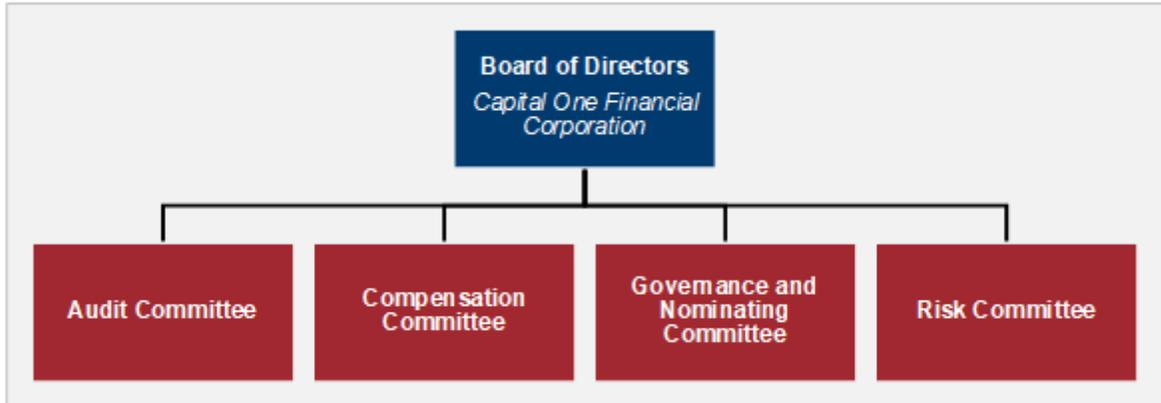 Board of Directors
Capital One Financial
Corporation
Audit Committee
Compensation
Committee
Governance and
Nominating
Committee
Risk Committee